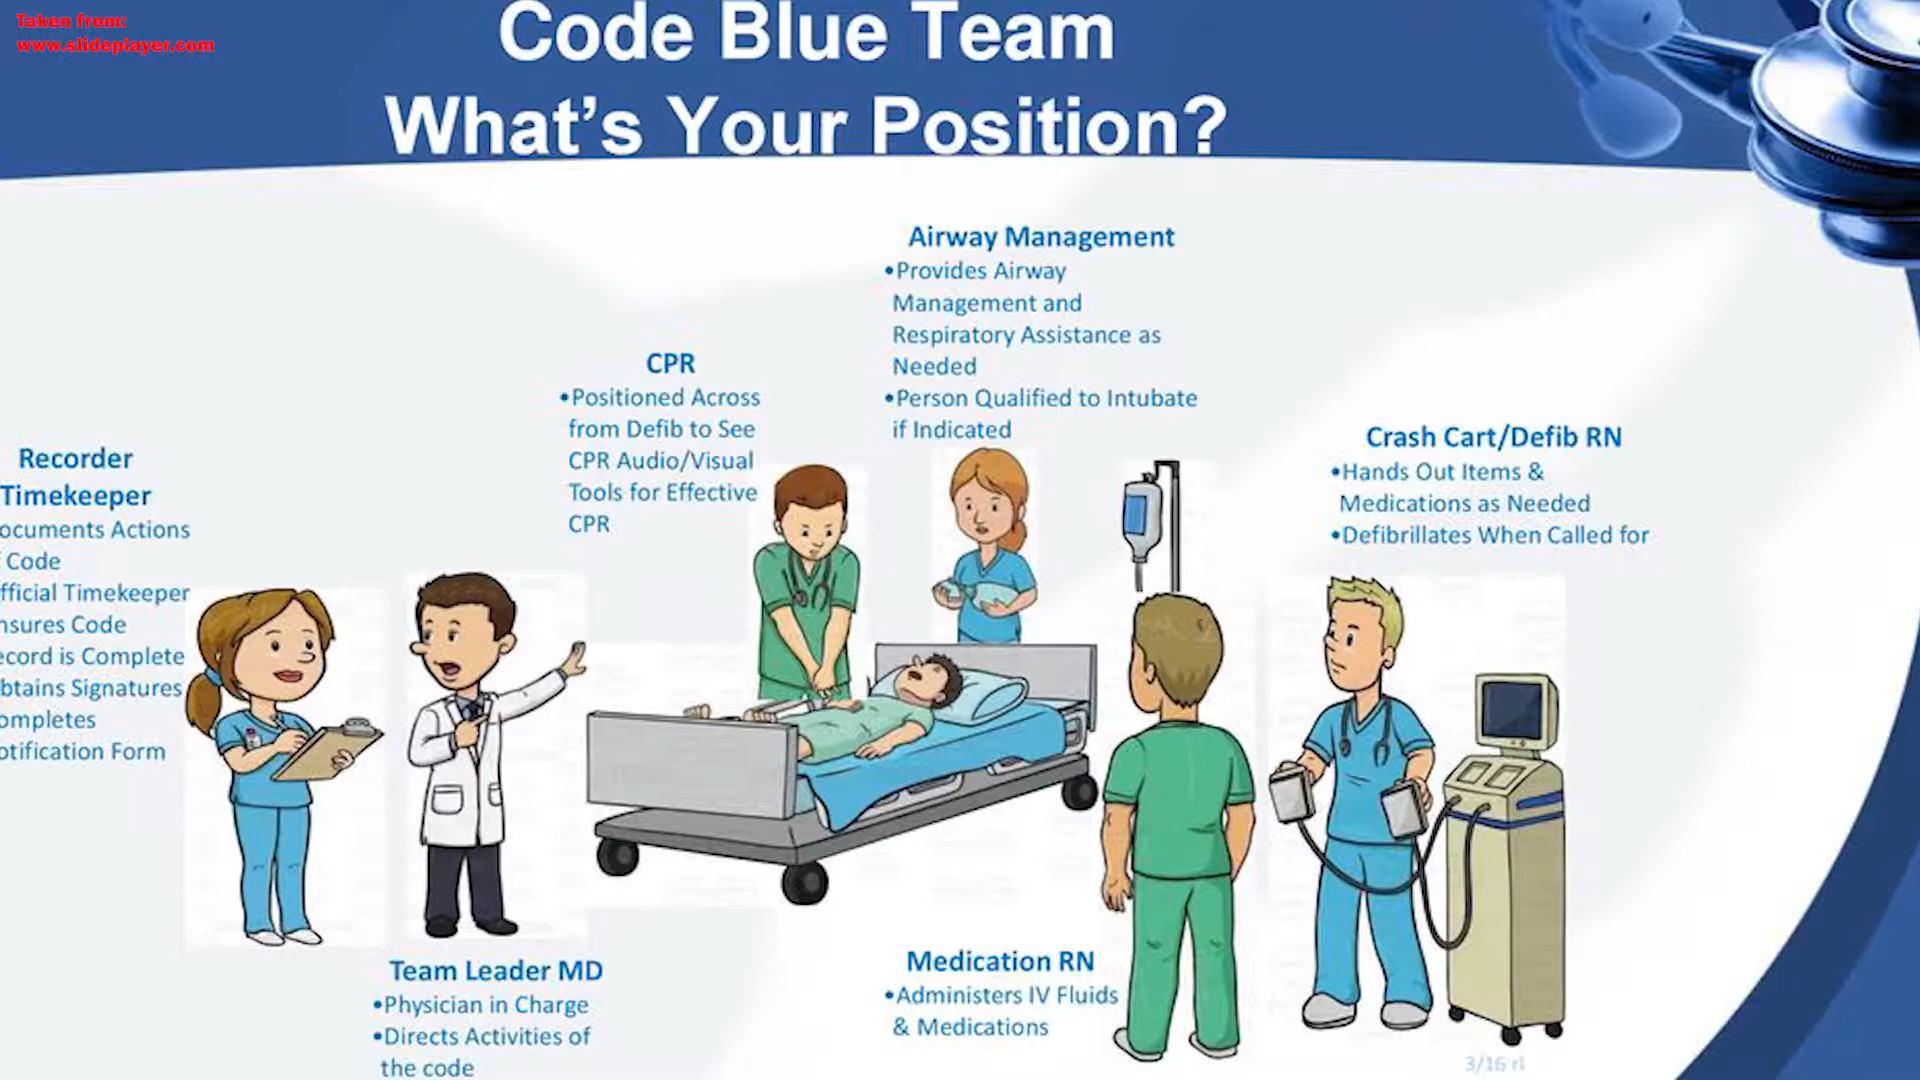 Taken from:
www.slideplayer.com
Code Blue Team
What's Your Position?
Airway Management
•Provides Airway
Management and
Respiratory Assistance as
Needed
•Person Qualified to Intubate
if Indicated
CPR
•Positioned Across
from Defib to See
CPR Audio/Visual
Tools for Effective
CPR
Crash Cart/Defib RN
•Hands Out Items &
Medications as Needed
•Defibrillates When Called for
Recorder
Timekeeper
ocuments Actions
Code
fficial Timekeeper
nsures Code
ecord is Complete
btains Signatures
ompletes
otification Form
Team Leader MD
•Physician in Charge
•Directs Activities of
the code
Medication RN
•Administers IV Fluids
& Medications
3/16 rl